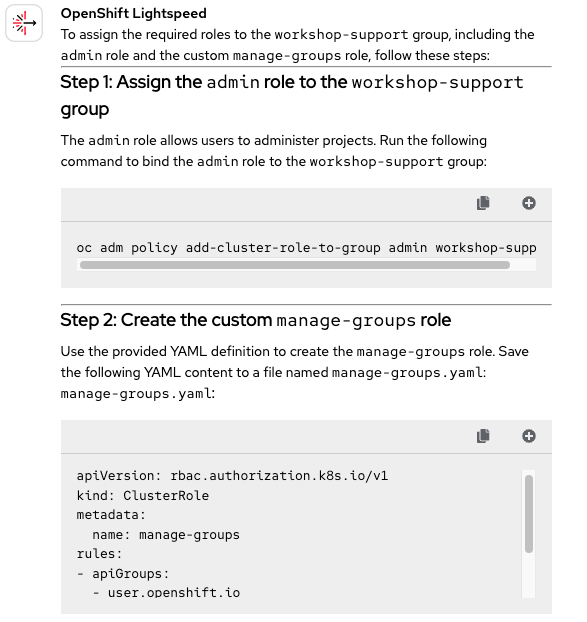 OpenShift Lightspeed
To assign the required roles to the workshop-support group, including the
admin role and the custom manage-groups role, follow these steps:
Step 1: Assign the admin role to the workshop-support
group
The admin role allows users to administer projects. Run the following
command to bind the admin role to the workshop-support group:
oc adm policy add-cluster-role-to-group admin workshop-supp
Step 2: Create the custom manage-groups role
Use the provided YAML definition to create the manage-groups role. Save
the following YAML content to a file named manage-groups.yaml:
manage-groups.yaml:
apiVersion: rbac.authorization.k8s.io/v1
kind: ClusterRole
metadata:
  name: manage-groups
rules:
- apiGroups:
  - user.openshift.io